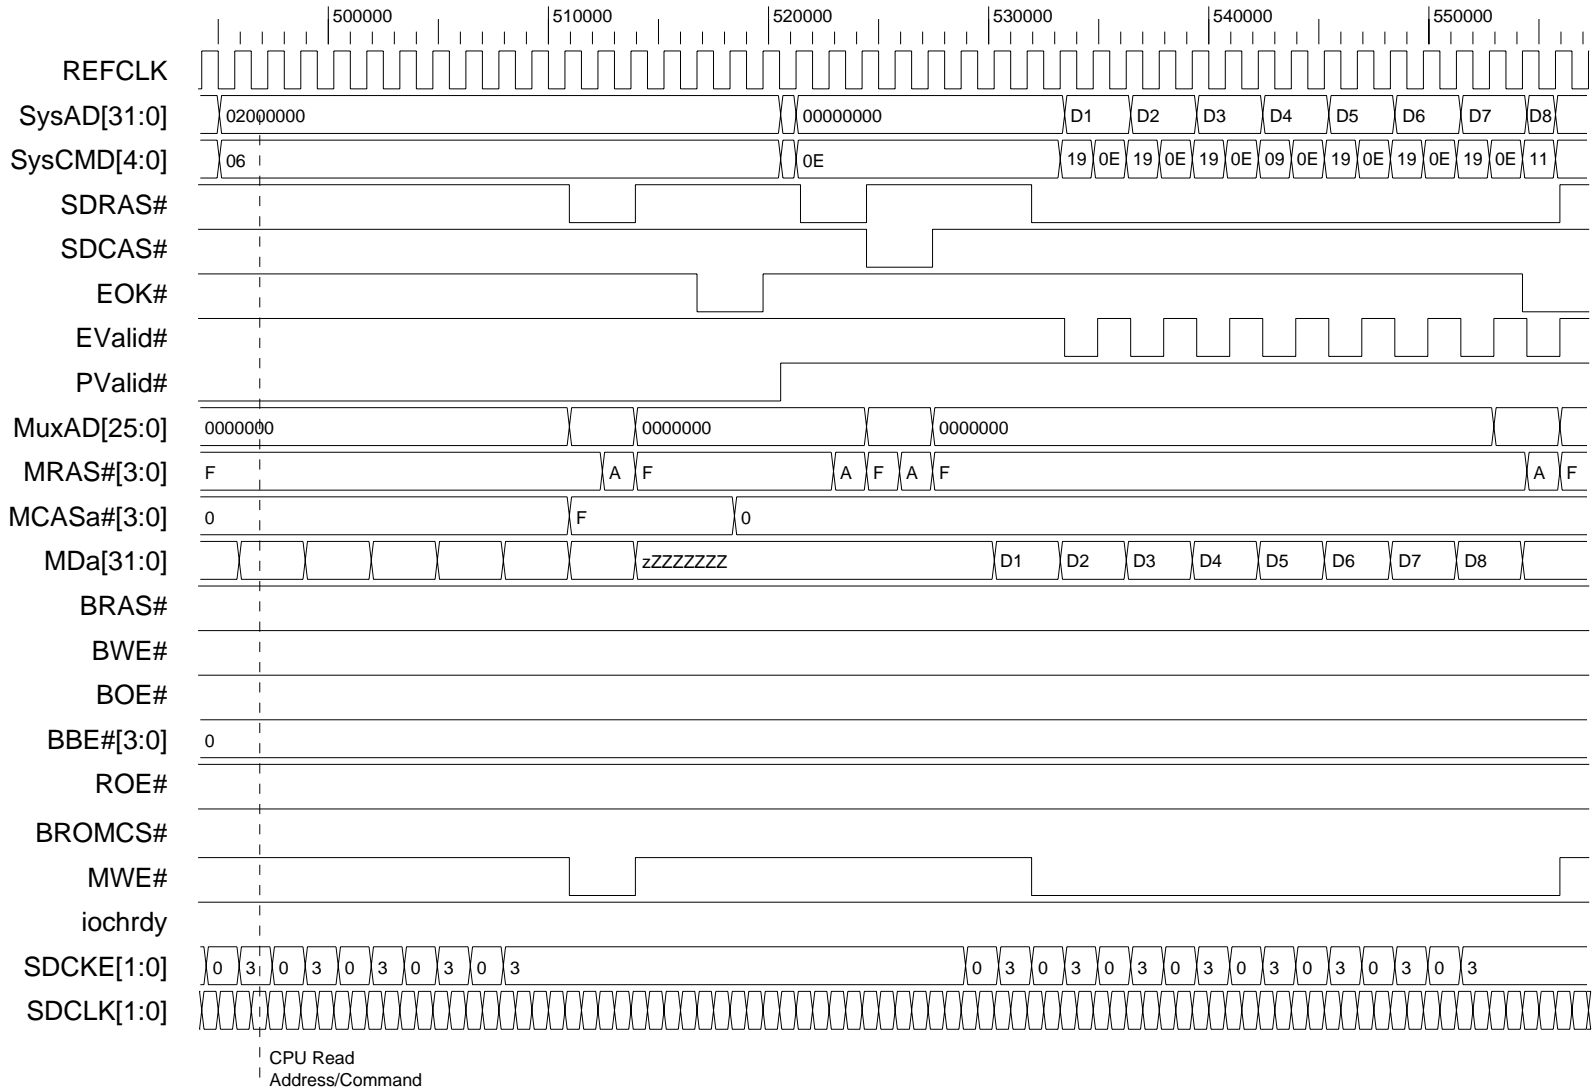 500000 510000 520000 530000 540000 550000
REFCLK
SysAD[31:0] 02000000 00000000 D1 D2 D3 D4 D5 D6 D7 D8
SysCMD[4:0] 06 0E 19 0E 19 0E 19 0E 09 0E 19 0E 19 0E 19 0E 11
SDRAS#
SDCAS#
EOK#
EValid#
PValid#
MuxAD[25:0] 0000000 0000000 0000000
MRAS#[3:0] F A F A F A F A F
MCASa#[3:0] 0 F 0
MDa[31:0] zZZZZZZZ D1 D2 D3 D4 D5 D6 D7 D8
BRAS#
BWE#
BOE#
BBE#[3:0] 0
ROE#
BROMCS#
MWE#
iochrdy
SDCKE[1:0] 0 3 0 3 0 3 0 3 0 3 0 3 0 3 0 3 0 3 0 3 0 3 0 3 0 3
SDCLK[1:0]
CPU Read
Address/Command